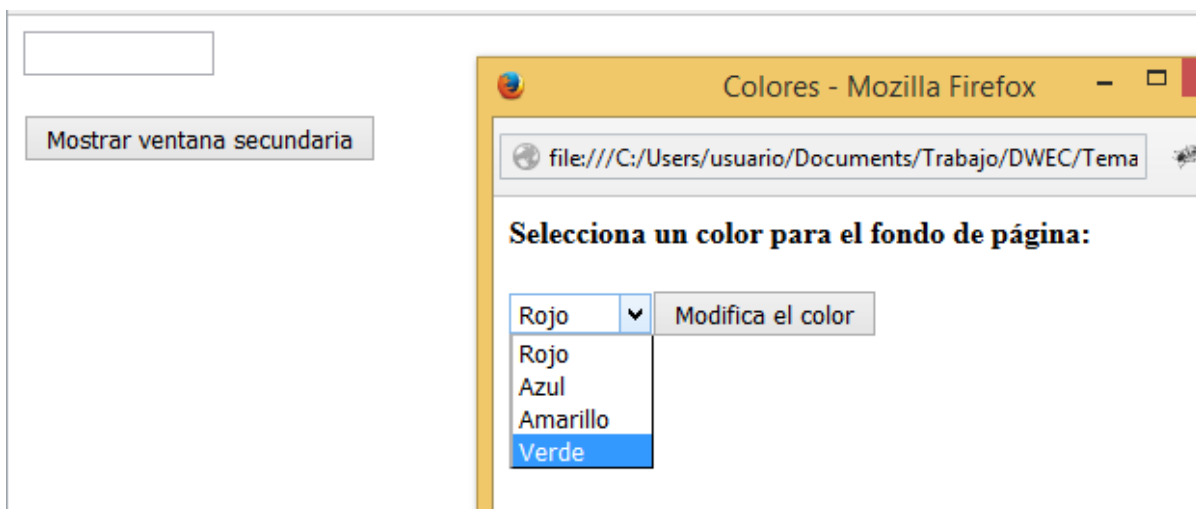 Mostrar ventana secundaria
Colores - Mozilla Firefox
file:///C:/Users/usuario/Documents/Trabajo/DWEC/Tema
Selecciona un color para el fondo de página:
Rojo
Modifica el color
Rojo
Azul
Amarillo
Verde